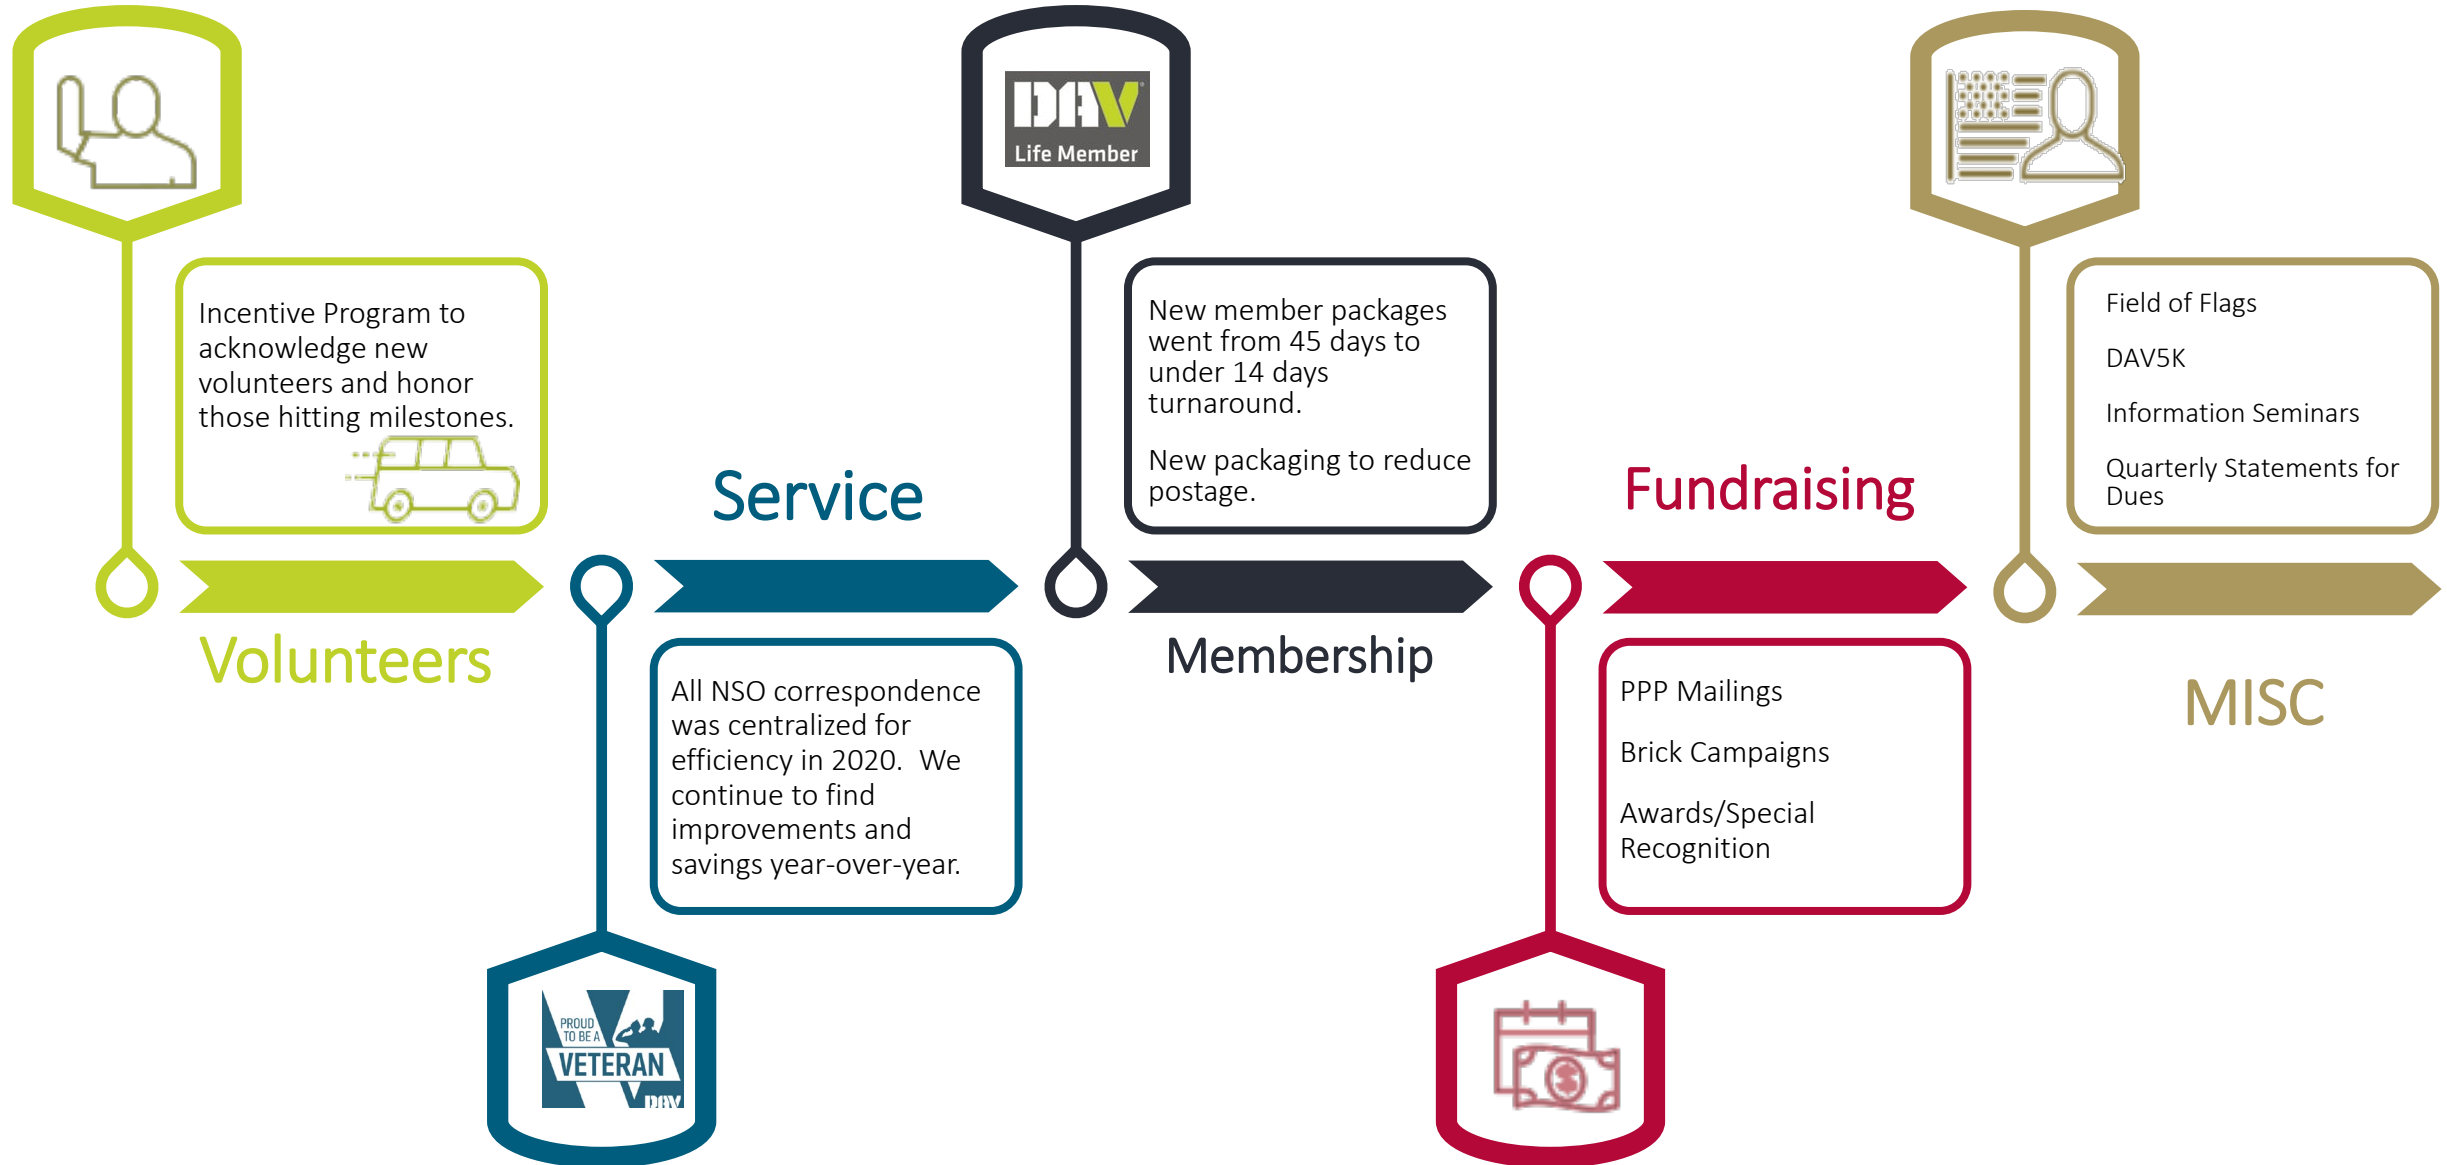 DAV
Life Member
Incentive Program to
acknowledge new
volunteers and honor
those hitting milestones.
Volunteers
Service
All NSO correspondence
was centralized for
efficiency in 2020.  We
continue to find
improvements and
savings year-over-year.
PROUD
TO BE A
VETERAN
DAV
New member packages
went from 45 days to
under 14 days
turnaround.
New packaging to reduce
postage.
Membership
Fundraising
PPP Mailings
Brick Campaigns
Awards/Special
Recognition
Field of Flags
DAV5K
Information Seminars
Quarterly Statements for
Dues
MISC